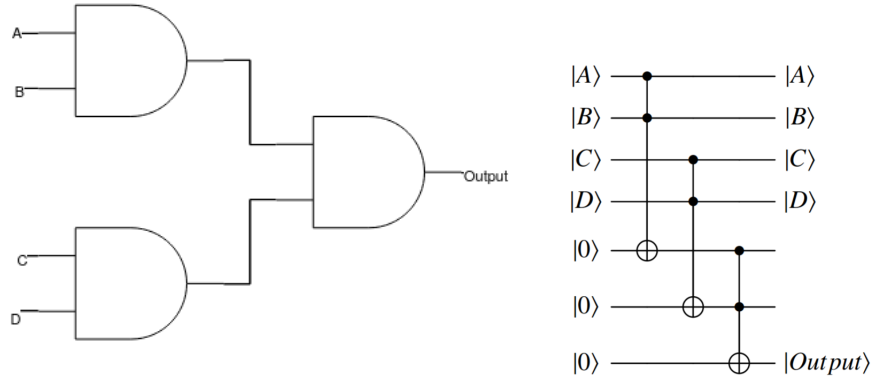 A
B
C
D
Output
|A⟩ |A⟩
|B⟩ |B⟩
|C⟩ |C⟩
|D⟩ |D⟩
|0⟩
|0⟩
|0⟩ |Output⟩